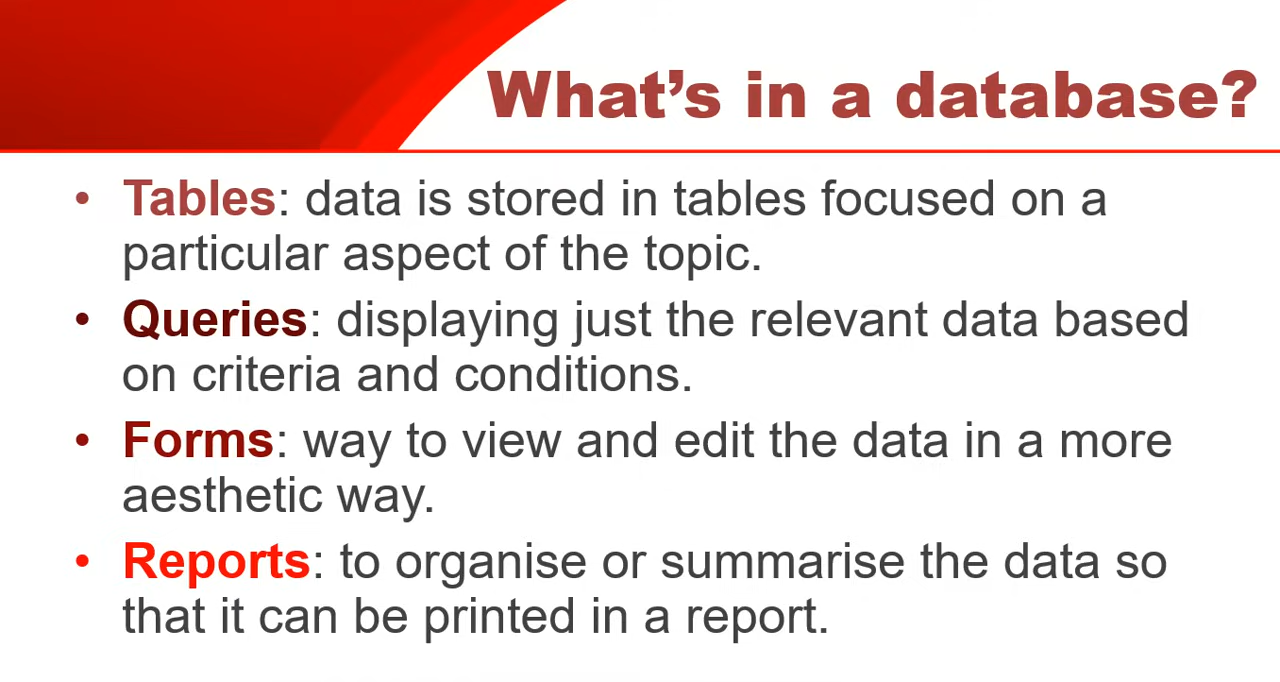 What's in a database?
• Tables: data is stored in tables focused on a
particular aspect of the topic.
• Queries: displaying just the relevant data based
on criteria and conditions.
• Forms: way to view and edit the data in a more
aesthetic way.
• Reports: to organise or summarise the data so
that it can be printed in a report.